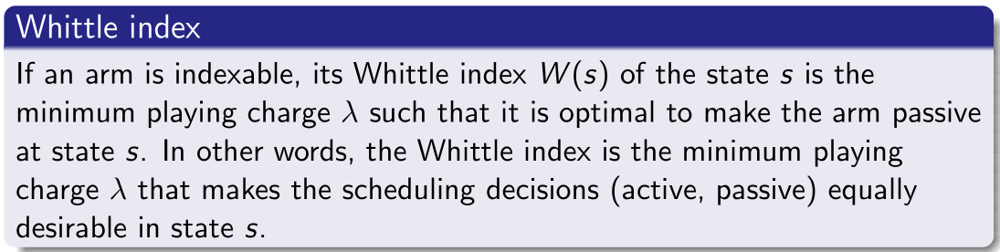 Whittle index
If an arm is indexable, its Whittle index W(s) of the state s is the
minimum playing charge λ such that it is optimal to make the arm passive
at state s. In other words, the Whittle index is the minimum playing
charge λ that makes the scheduling decisions (active, passive) equally
desirable in state s.